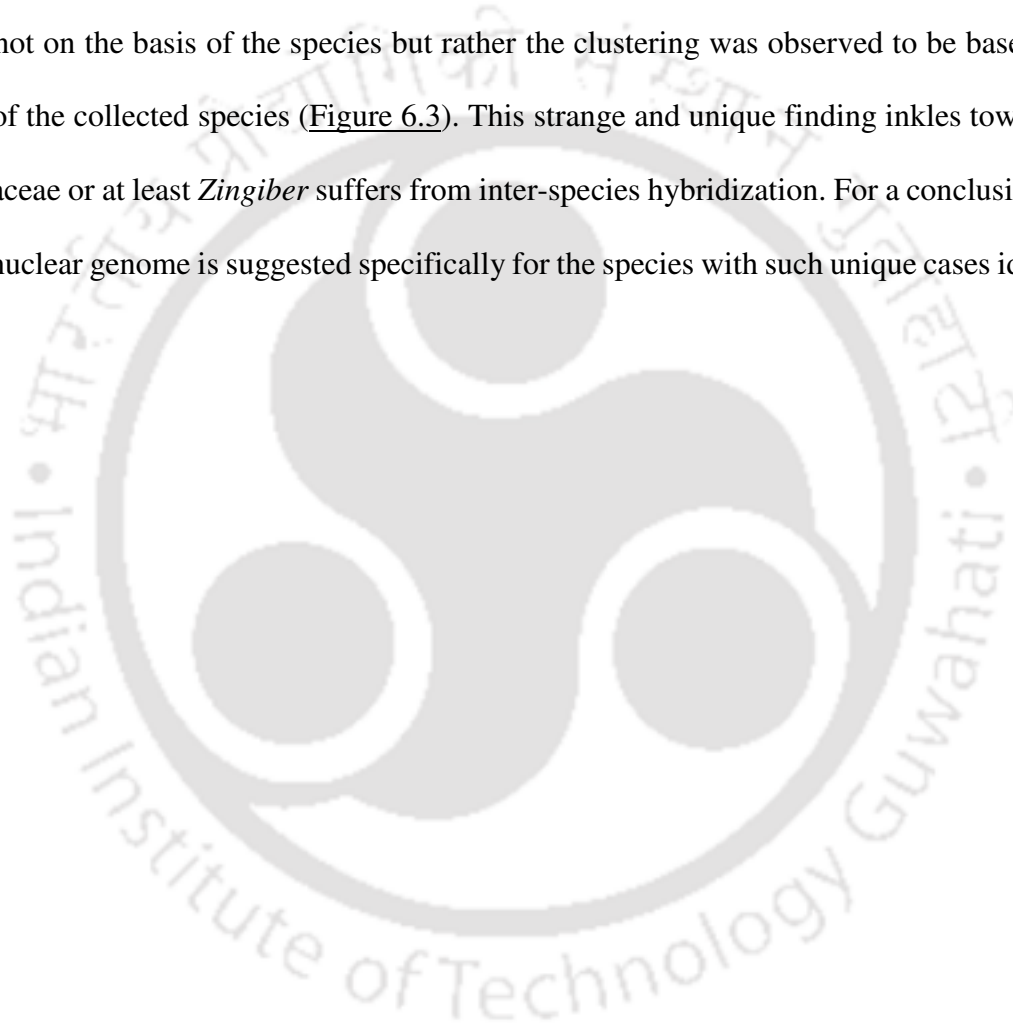 not on the basis of the species but rather the clustering was observed to be base
of the collected species (Figure 6.3). This strange and unique finding inkles tow
aceae or at least Zingiber suffers from inter-species hybridization. For a conclusi
nuclear genome is suggested specifically for the species with such unique cases i
भारतीय प्रौद्योगिकी संस्थान गुवाहाटी
Indian Institute of Technology Guwahati